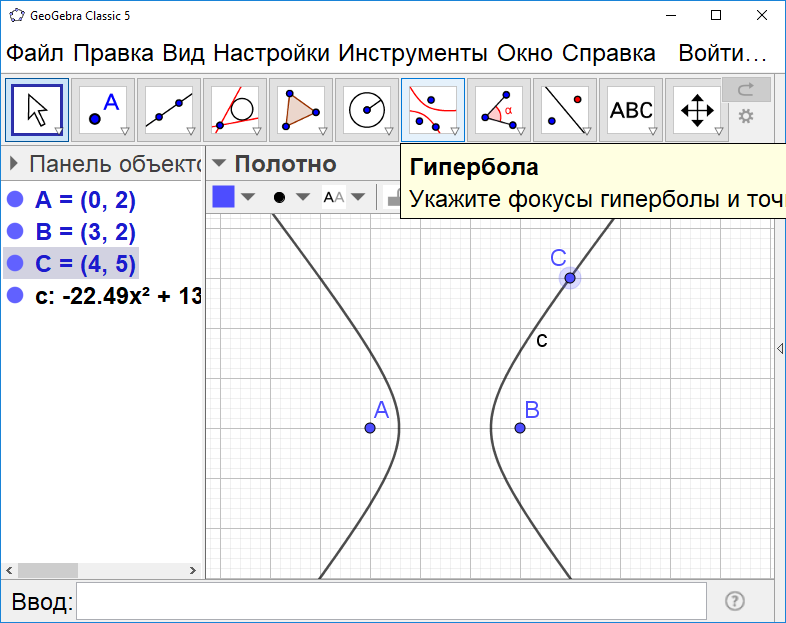 GeoGebra Classic 5
Файл Правка Вид Настройки Инструменты Окно Справка Войти…
A
α
ABC
Панель объекто
Полотно
Гипербола
Укажите фокусы гиперболы и точ
AA
A = (0, 2)
B = (3, 2)
C = (4, 5)
c: -22.49x² + 13
C
c
A
B
Ввод:
?